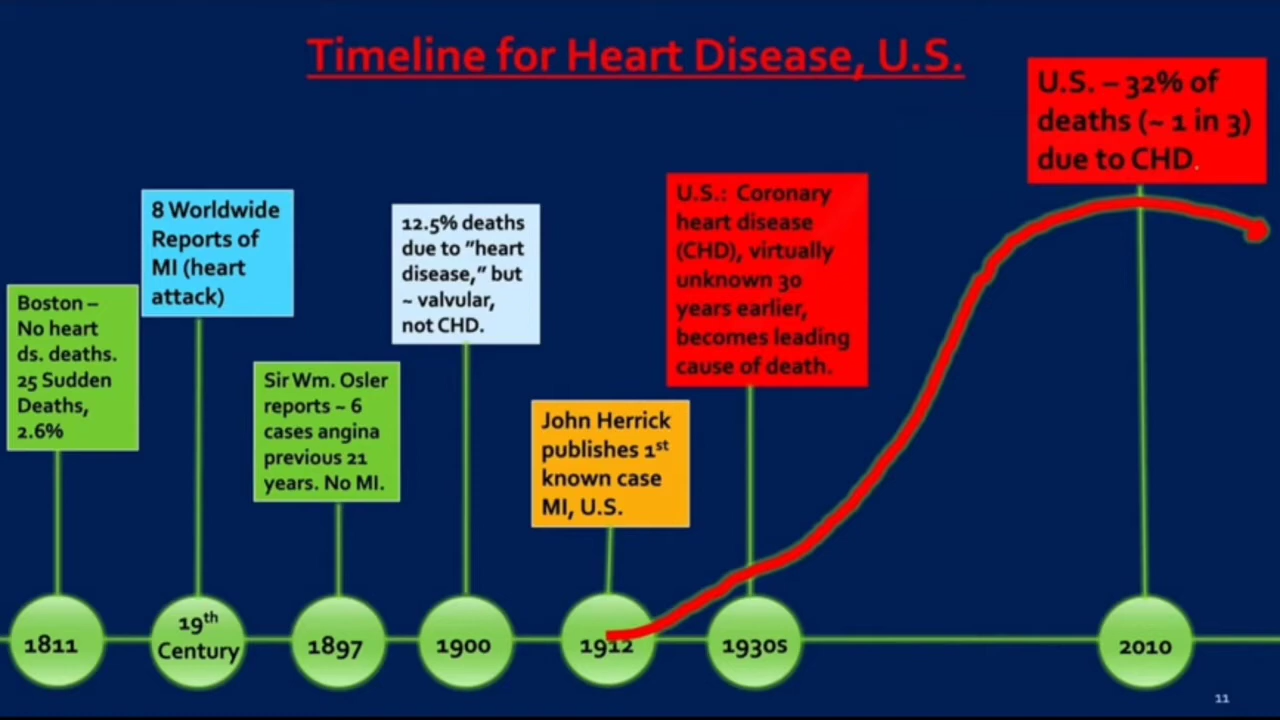 Timeline for Heart Disease, U.S.
Boston –
No heart
ds. deaths.
25 Sudden
Deaths,
2.6%
8 Worldwide
Reports of
MI (heart
attack)
Sir Wm. Osler
reports ~ 6
cases angina
previous 21
years. No MI.
12.5% deaths
due to "heart
disease," but
~ valvular,
not CHD.
John Herrick
publishes 1st
known case
MI, U.S.
U.S.: Coronary
heart disease
(CHD), virtually
unknown 30
years earlier,
becomes leading
cause of death.
U.S. – 32% of
deaths (~ 1 in 3)
due to CHD.
1811
19th
Century
1897
1900
1912
1930s
2010
11